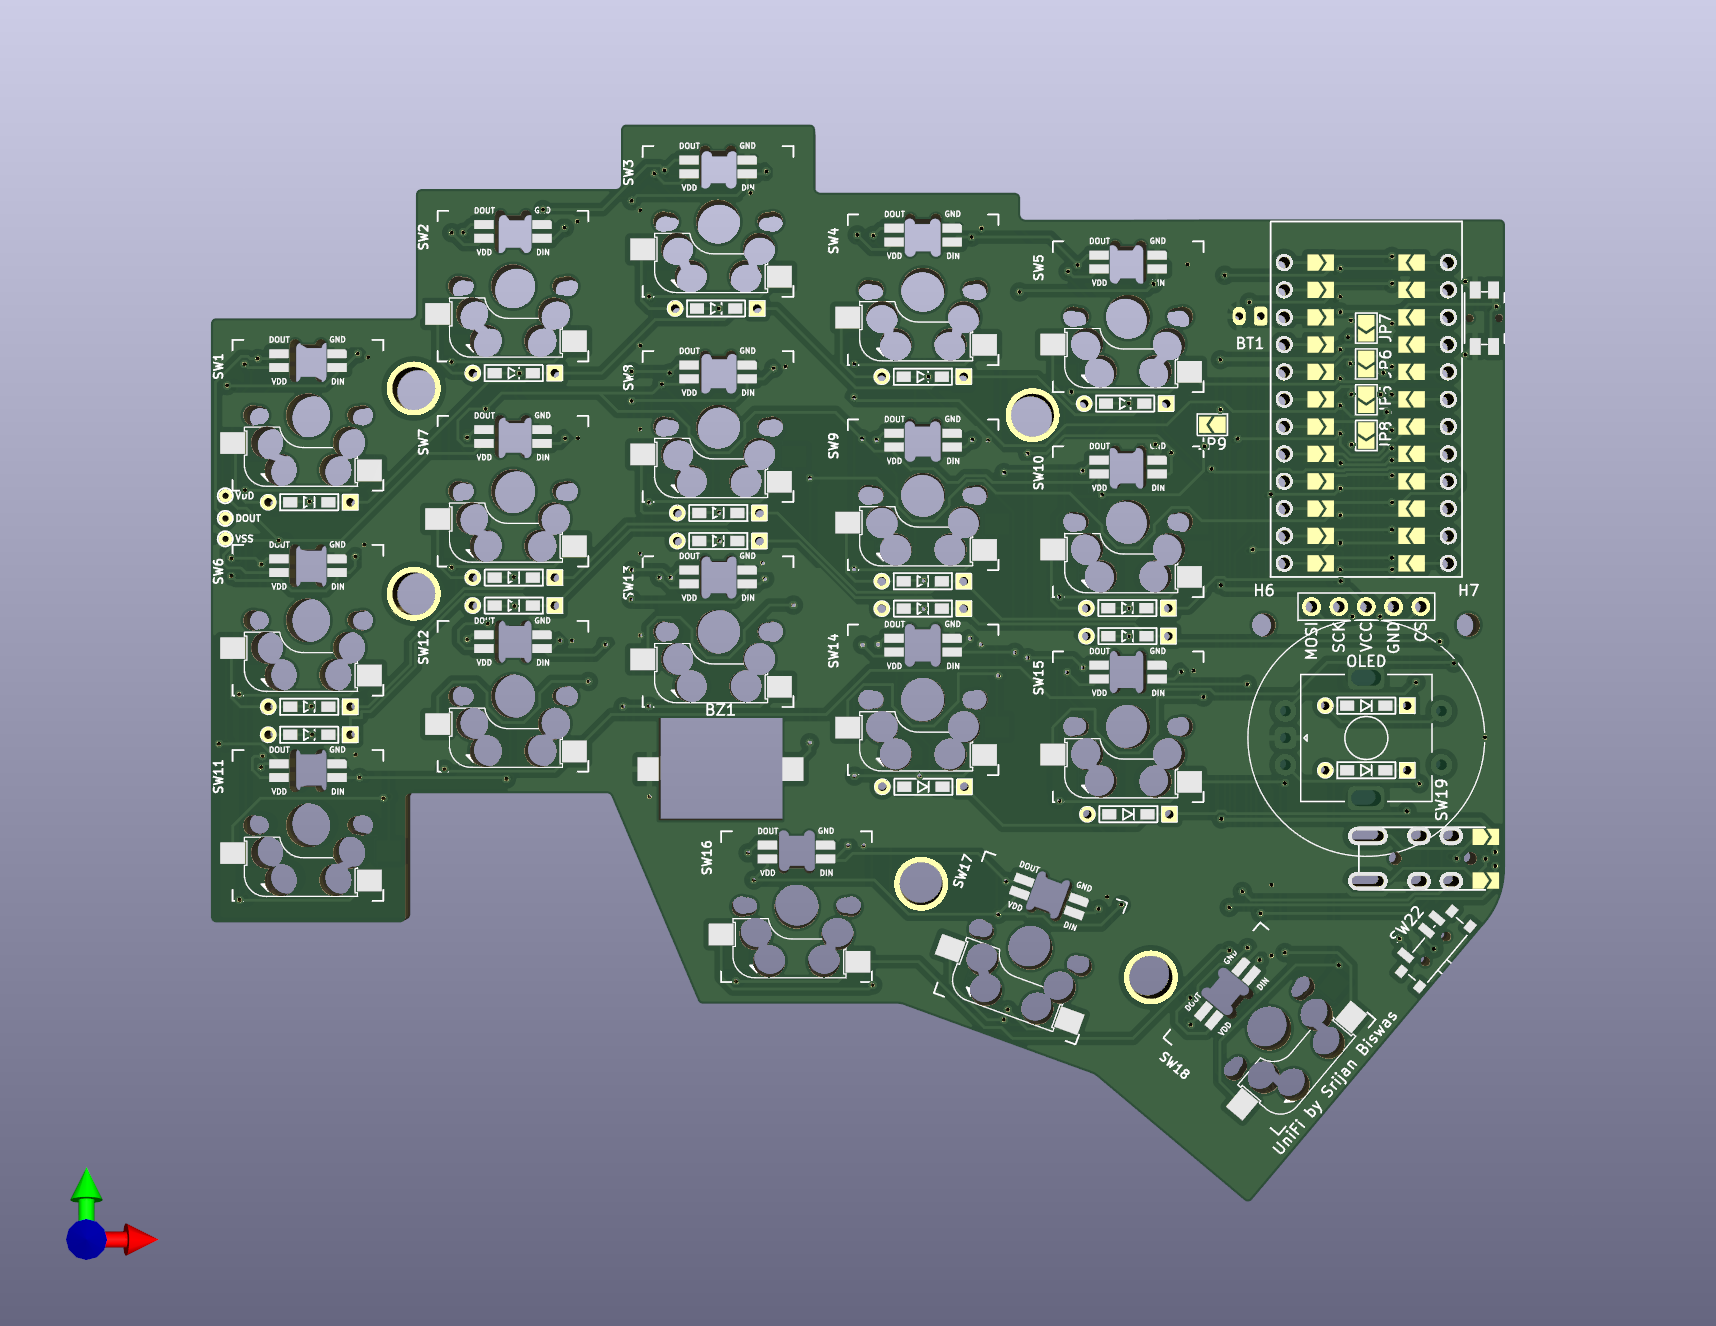 SW3
DOUT GND
VDD DIN
SW2
DOUT GND
VDD DIN
SW4
DOUT GND
VDD DIN
SW5
DOUT GND
VDD DIN
BT1
JP7
JP6
JP8
JP9
SW1
DOUT GND
VDD DIN
DOUT GND
VDD DIN
SW7
DOUT GND
VDD DIN
SW9
DOUT GND
VDD DIN
SW10
DOUT GND
VDD DIN
VDD
DOUT
VSS
SW6
DOUT GND
VDD DIN
SW13
DOUT GND
VDD DIN
H6
H7
MOSI
SCK
VCC
GND
CS
OLED
SW12
DOUT GND
VDD DIN
SW14
DOUT GND
VDD DIN
SW15
DOUT GND
VDD DIN
BZ1
SW11
DOUT GND
VDD DIN
SW19
SW16
DOUT GND
VDD DIN
SW17
DOUT GND
VDD DIN
SW22
SW18
DOUT GND
VDD DIN
UniFi by Srijan Biswas